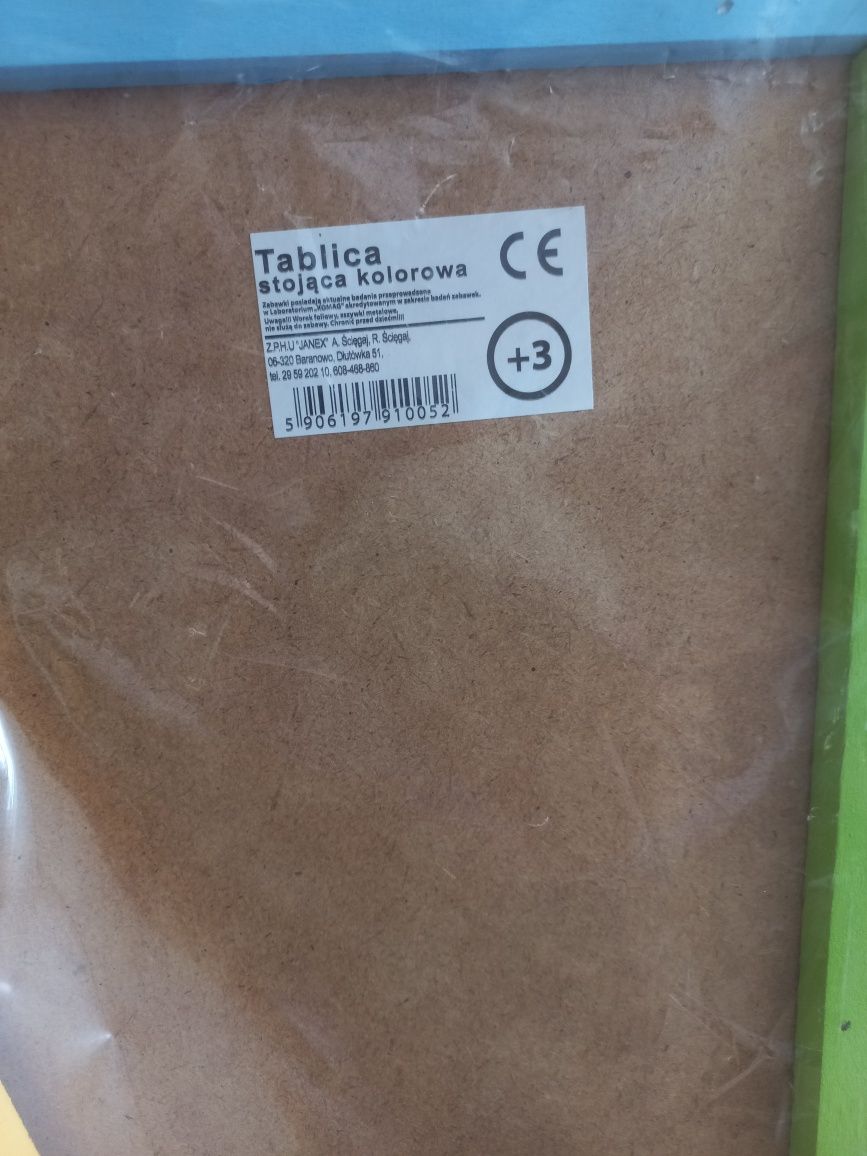 Tablica
stojąca kolorowa
CE
Zabawki posiadają aktualne badania przeprowadzone
w Laboratorium „KOMAG" akredytowanym w zakresie badań zabawek.
Uwaga!!! Worek foliowy, zszywki metalowe,
nie służą do zabawy. Chronić przed dziećmi!!!!
Z.P.H.U "JANEX" A. Ścięgaj, R. Ścięgaj,
06-320 Baranowo, Dłutówka 51,
tel. 29 59 202 10, 608-468-860
+3
5 906197 910052